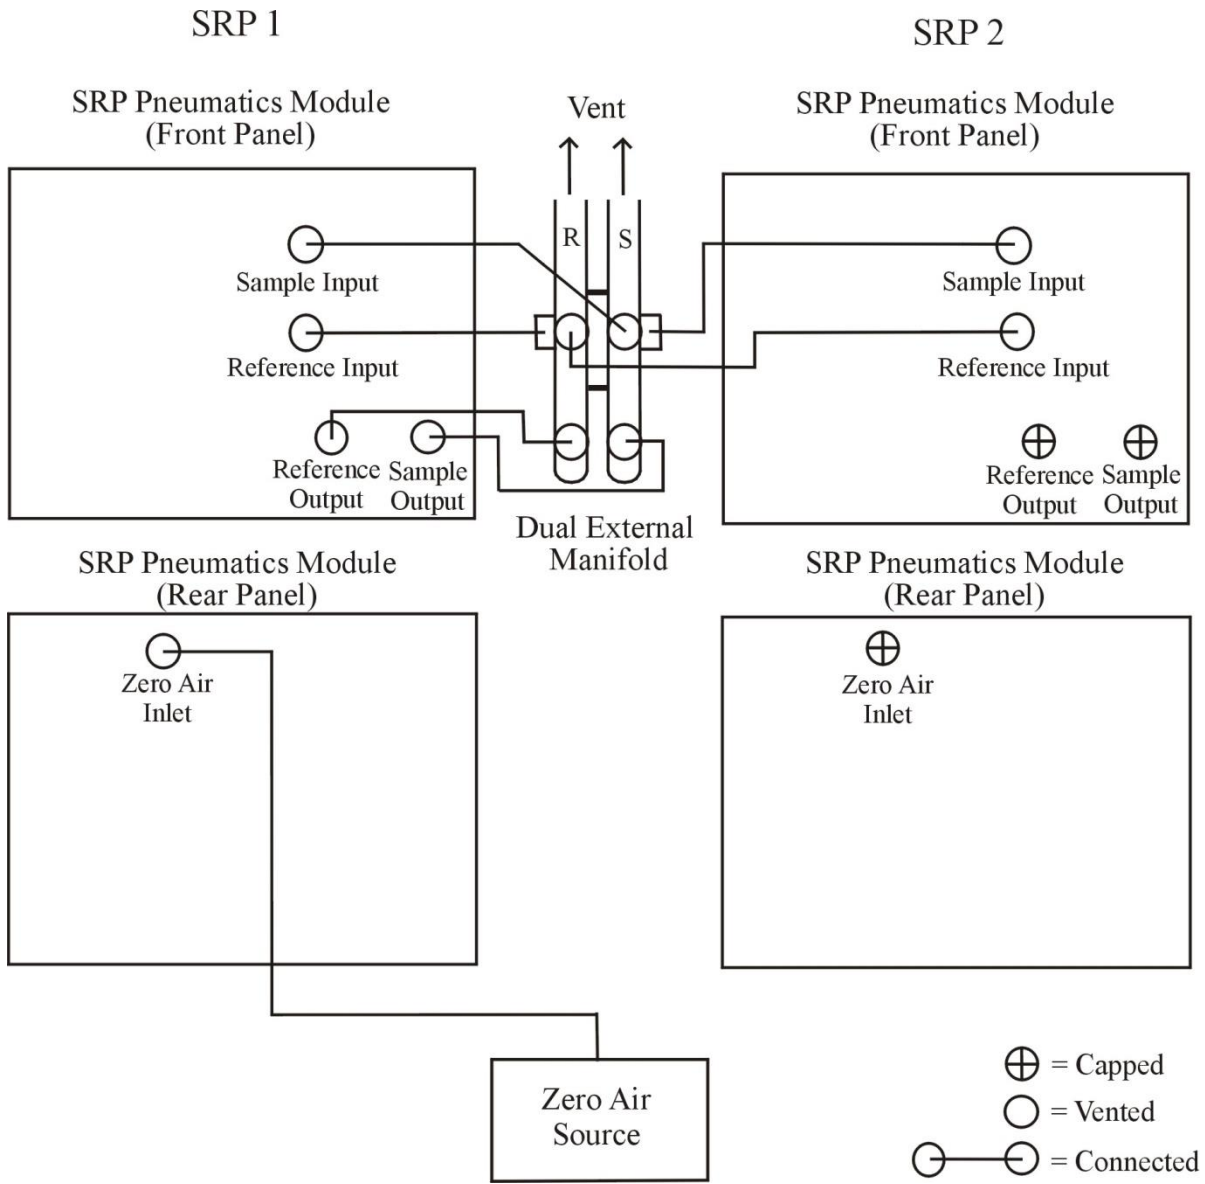 SRP 1
SRP 2
SRP Pneumatics Module
(Front Panel)
Vent
SRP Pneumatics Module
(Front Panel)
R
S
Sample Input
Reference Input
Reference
Output
Sample
Output
Sample Input
Reference Input
Reference
Output
Sample
Output
Dual External
Manifold
SRP Pneumatics Module
(Rear Panel)
SRP Pneumatics Module
(Rear Panel)
Zero Air
Inlet
Zero Air
Inlet
Zero Air
Source
= Capped
= Vented
= Connected